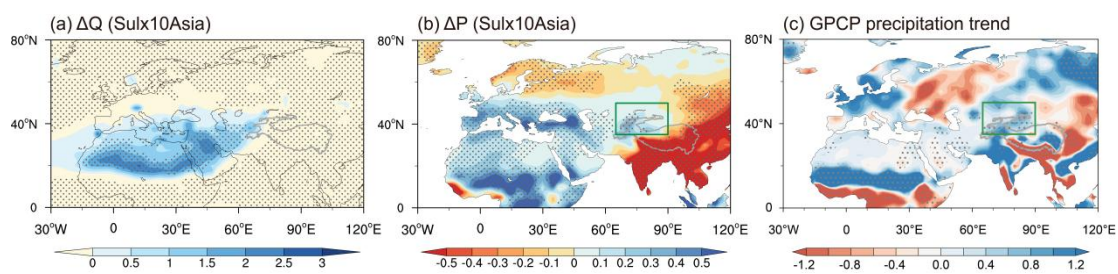 (a) ΔQ (Sulx10Asia)
(b) ΔP (Sulx10Asia)
(c) GPCP precipitation trend
80°N
40°N
0
30°W 0 30°E 60°E 90°E 120°E
0 0.5 1 1.5 2 2.5 3
80°N
40°N
0
30°W 0 30°E 60°E 90°E 120°E
-0.5 -0.4 -0.3 -0.2 -0.1 0 0.1 0.2 0.3 0.4 0.5
80°N
40°N
0
30°W 0 30°E 60°E 90°E 120°E
-1.2 -0.8 -0.4 0.0 0.4 0.8 1.2